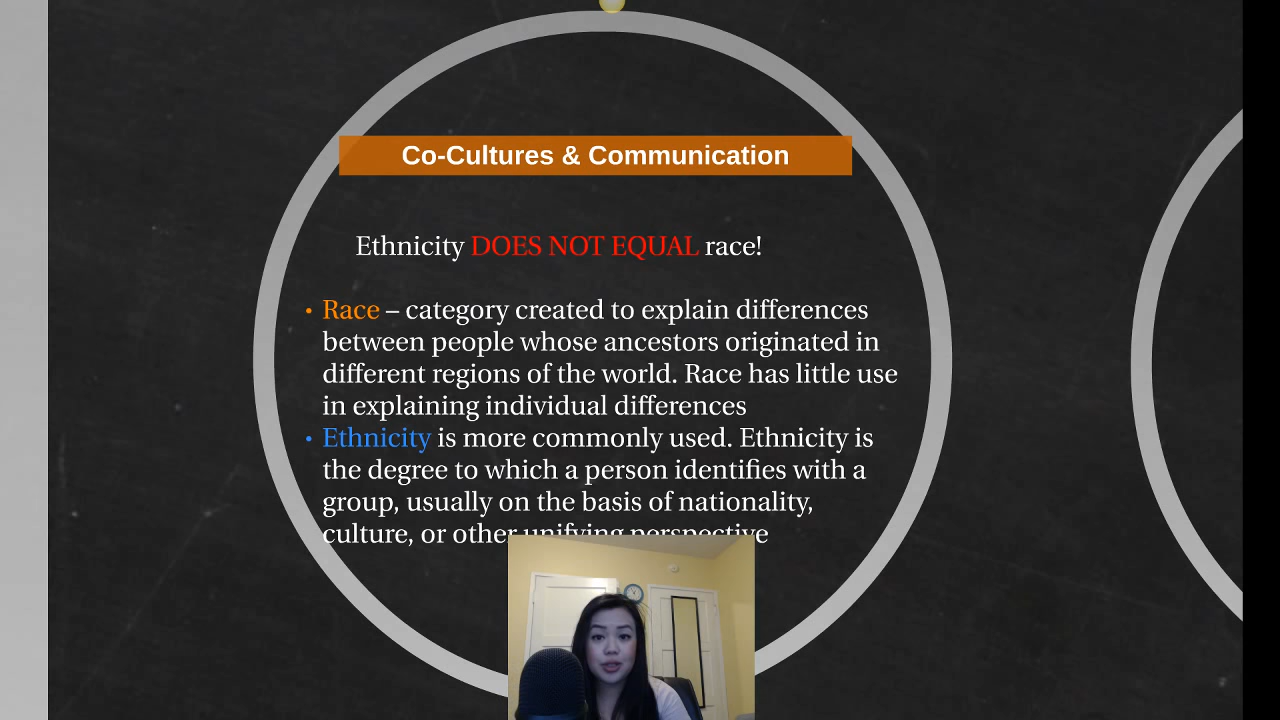 Co-Cultures & Communication
Ethnicity DOES NOT EQUAL race!
• Race – category created to explain differences
between people whose ancestors originated in
different regions of the world. Race has little use
in explaining individual differences
• Ethnicity is more commonly used. Ethnicity is
the degree to which a person identifies with a
group, usually on the basis of nationality,
culture, or other unifying perspective